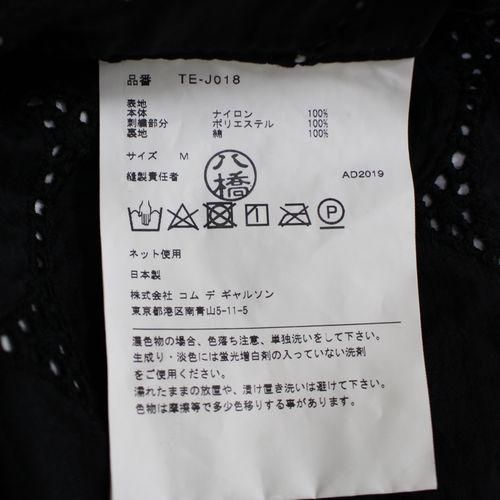 品番 TE-J018
表地
本体 ナイロン 100%
刺繍部分 ポリエステル 100%
裏地 綿 100%
サイズ M
八橋
縫製責任者 AD2019
ネット使用
日本製
株式会社 コム デ ギャルソン
東京都港区南青山5-11-5
濃色物の場合、色落ち注意、単独洗いをして下さい。
生成り・淡色には蛍光増白剤の入っていない洗剤
をご使用ください。
濡れたままの放置や、漬け置き洗いは避けて下さい。
色物は摩擦等で多少色移りする事があります。